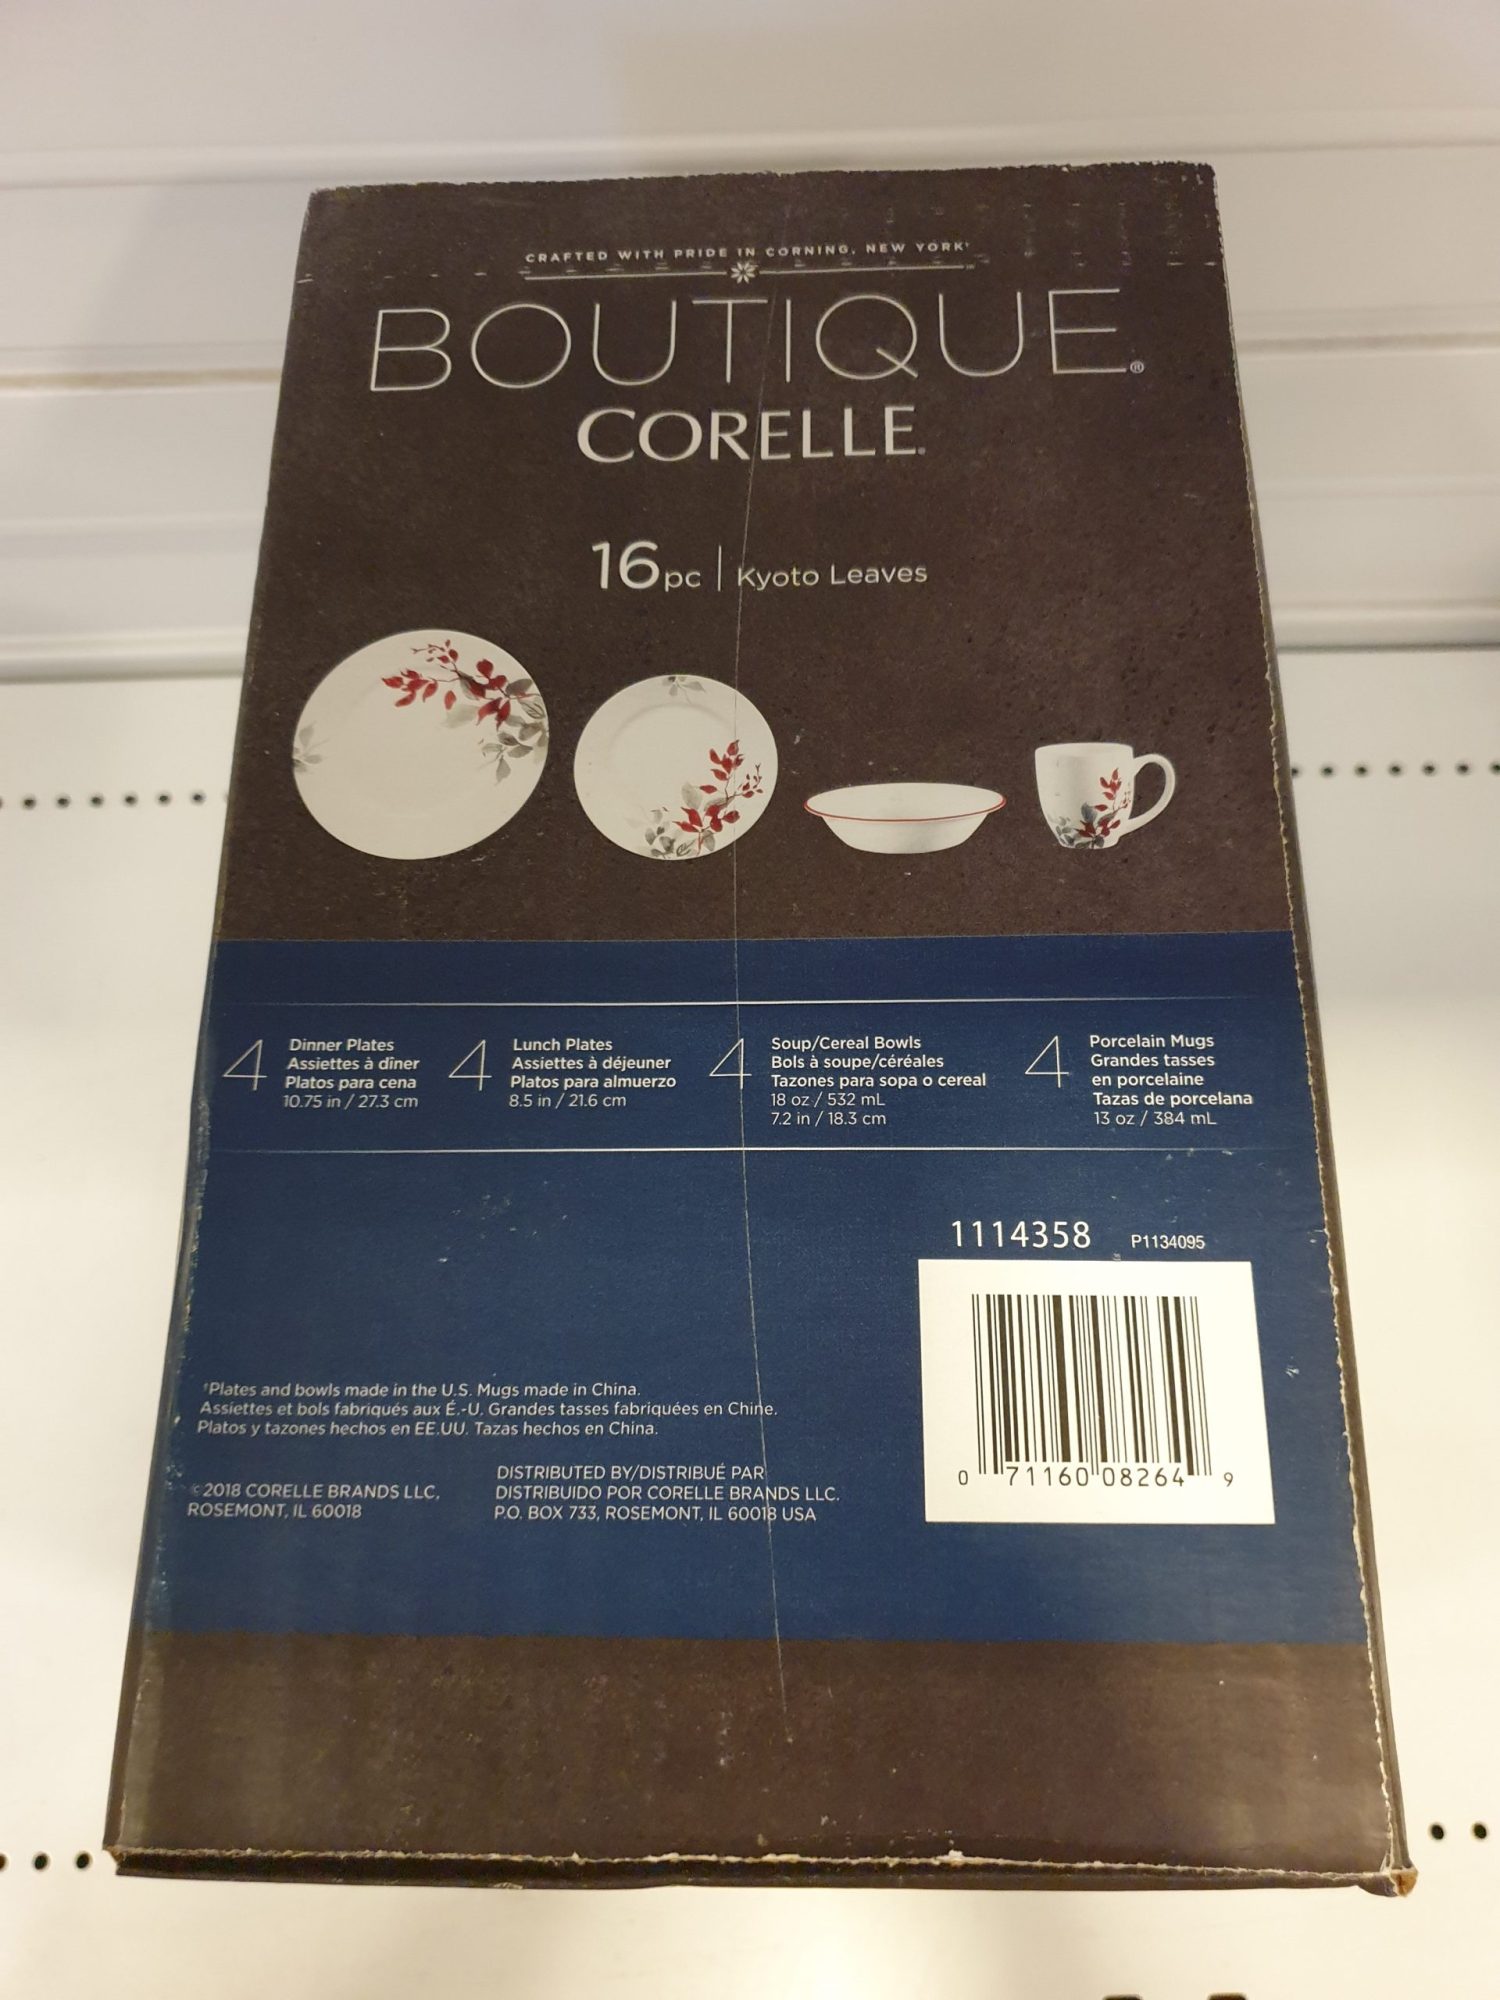 CRAFTED WITH PRIDE IN CORNING, NEW YORK†
BOUTIQUE®
CORELLE®
16pc | Kyoto Leaves
4 Dinner Plates
Assiettes à dîner
Platos para cena
10.75 in / 27.3 cm
4 Lunch Plates
Assiettes à déjeuner
Platos para almuerzo
8.5 in / 21.6 cm
4 Soup/Cereal Bowls
Bols à soupe/céréales
Tazones para sopa o cereal
18 oz / 532 mL
7.2 in / 18.3 cm
4 Porcelain Mugs
Grandes tasses
en porcelaine
Tazas de porcelana
13 oz / 384 mL
1114358 P1134095
0 71160 08264 9
†Plates and bowls made in the U.S. Mugs made in China.
Assiettes et bols fabriqués aux É.-U. Grandes tasses fabriquées en Chine.
Platos y tazones hechos en EE.UU. Tazas hechos en China.
©2018 CORELLE BRANDS LLC,
ROSEMONT, IL 60018
DISTRIBUTED BY/DISTRIBUÉ PAR
DISTRIBUIDO POR CORELLE BRANDS LLC.
P.O. BOX 733, ROSEMONT, IL 60018 USA